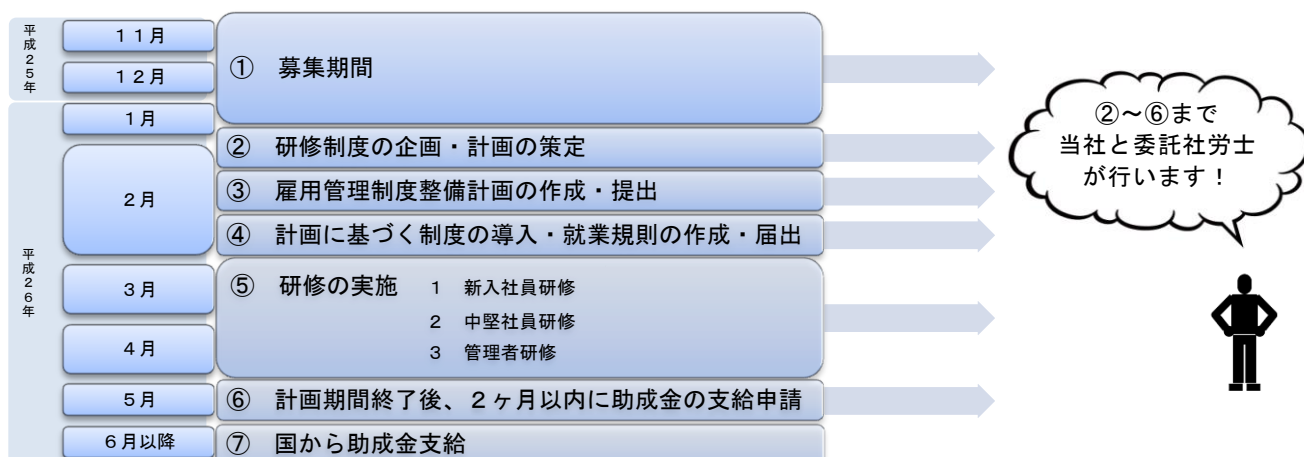 平成25年
11月
12月
① 募集期間
平成26年
1月
2月
② 研修制度の企画・計画の策定
③ 雇用管理制度整備計画の作成・提出
④ 計画に基づく制度の導入・就業規則の作成・届出
3月
4月
⑤ 研修の実施 1 新入社員研修
2 中堅社員研修
3 管理者研修
5月
⑥ 計画期間終了後、2ヶ月以内に助成金の支給申請
6月以降
⑦ 国から助成金支給
②~⑥まで
当社と委託社労士
が行います!